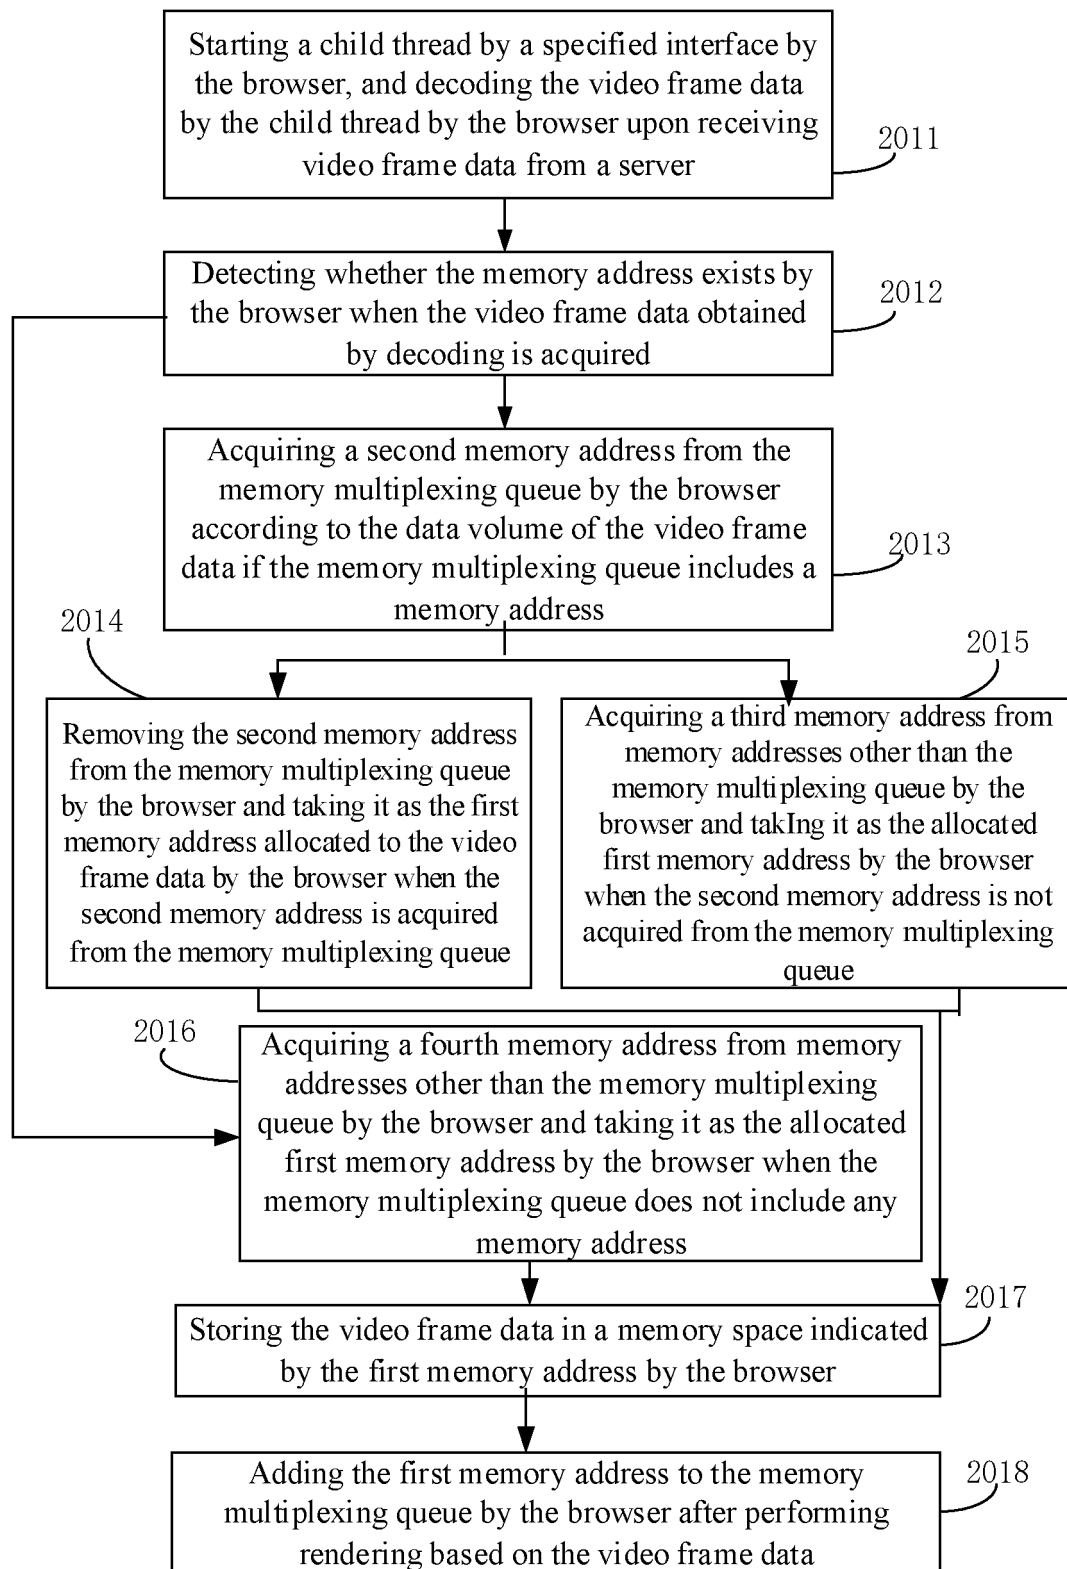 Starting a child thread by a specified interface by
the browser, and decoding the video frame data
by the child thread by the browser upon receiving
video frame data from a server
2011
Detecting whether the memory address exists by
the browser when the video frame data obtained
by decoding is acquired
2012
Acquiring a second memory address from the
memory multiplexing queue by the browser
according to the data volume of the video frame
data if the memory multiplexing queue includes a
memory address
2013
2014
Removing the second memory address
from the memory multiplexing queue
by the browser and taking it as the first
memory address allocated to the video
frame data by the browser when the
second memory address is acquired
from the memory multiplexing queue
2015
Acquiring a third memory address from
memory addresses other than the
memory multiplexing queue by the
browser and takIng it as the allocated
first memory address by the browser
when the second memory address is not
acquired from the memory multiplexing
queue
2016
Acquiring a fourth memory address from memory
addresses other than the memory multiplexing
queue by the browser and taking it as the allocated
first memory address by the browser when the
memory multiplexing queue does not include any
memory address
2017
Storing the video frame data in a memory space indicated
by the first memory address by the browser
2018
Adding the first memory address to the memory
multiplexing queue by the browser after performing
rendering based on the video frame data